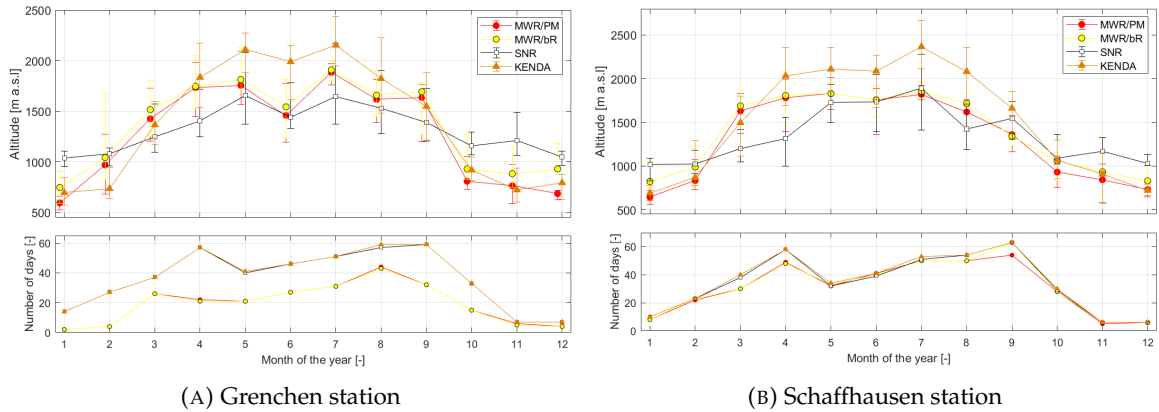 2500
2000
1500
1000
500
Altitude [m a.s.l]
MWR/PM
MWR/bR
SNR
KENDA
60
40
20
0
Number of days [-]
1 2 3 4 5 6 7 8 9 10 11 12
Month of the year [-]
(A) Grenchen station
2500
2000
1500
1000
500
Altitude [m a.s.l]
MWR/PM
MWR/bR
SNR
KENDA
60
40
20
0
Number of days [-]
1 2 3 4 5 6 7 8 9 10 11 12
Month of the year [-]
(B) Schaffhausen station